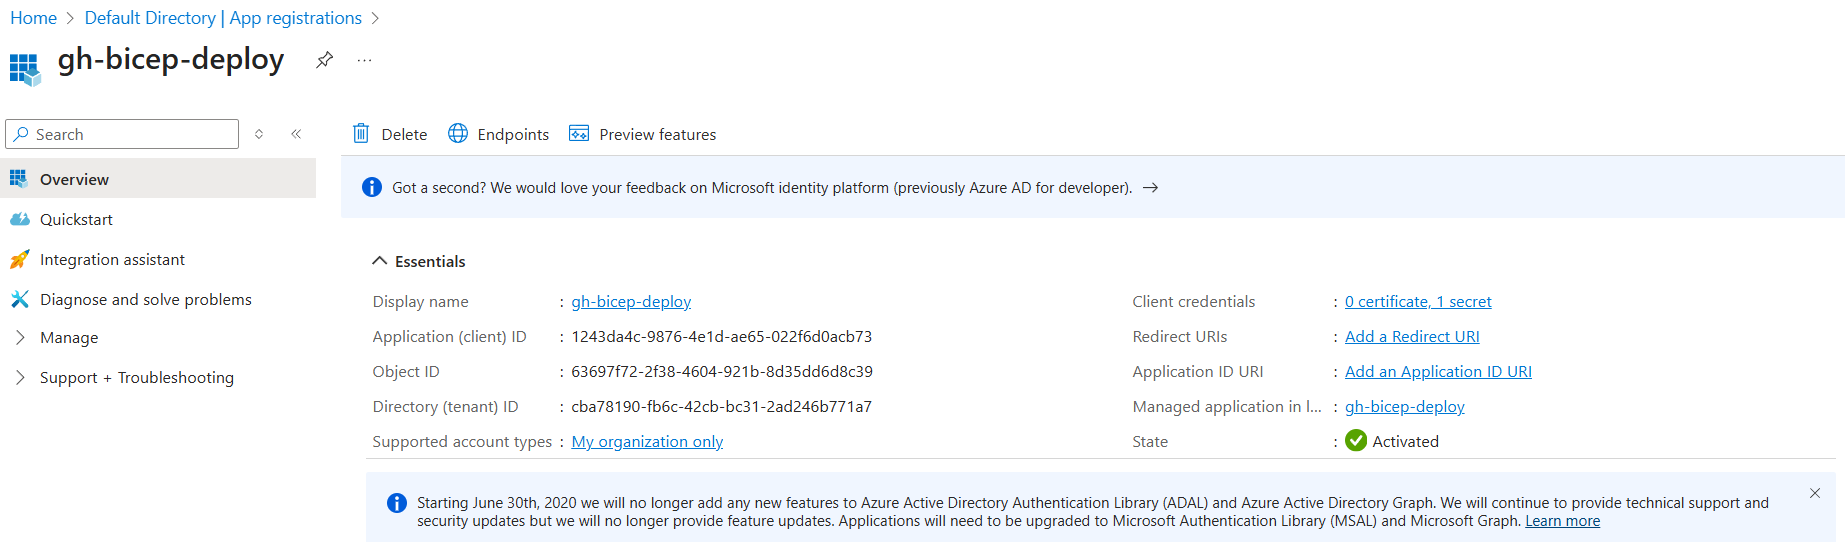 Home > Default Directory | App registrations >
gh-bicep-deploy ...
Search
Delete Endpoints Preview features
Overview
Got a second? We would love your feedback on Microsoft identity platform (previously Azure AD for developer). →
Quickstart
Integration assistant
Diagnose and solve problems
Manage
Support + Troubleshooting
Essentials
Display name : gh-bicep-deploy
Application (client) ID : 1243da4c-9876-4e1d-ae65-022f6d0acb73
Object ID : 63697f72-2f38-4604-921b-8d35dd6d8c39
Directory (tenant) ID : cba78190-fb6c-42cb-bc31-2ad246b771a7
Supported account types : My organization only
Client credentials : 0 certificate, 1 secret
Redirect URIs : Add a Redirect URI
Application ID URI : Add an Application ID URI
Managed application in l... : gh-bicep-deploy
State : Activated
Starting June 30th, 2020 we will no longer add any new features to Azure Active Directory Authentication Library (ADAL) and Azure Active Directory Graph. We will continue to provide technical support and
security updates but we will no longer provide feature updates. Applications will need to be upgraded to Microsoft Authentication Library (MSAL) and Microsoft Graph. Learn more